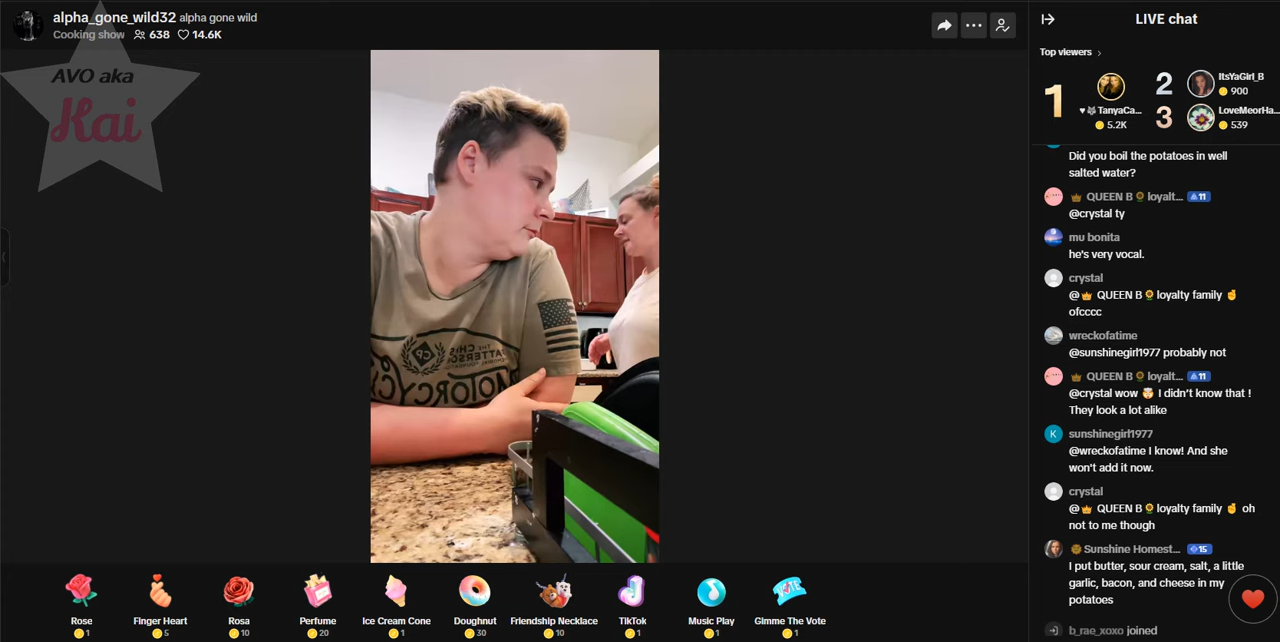 alpha_gone_wild32 alpha gone wild
Cooking show 638 14.6K
AVO aka
Kai
LIVE chat
Top viewers >
1
♥🐺TanyaCa...
5.2K
2
ItsYaGirl_B
900
3
LoveMeorHa...
539
Did you boil the potatoes in well
salted water?
QUEEN B🌻loyalt... 11
@crystal ty
mu bonita
he's very vocal.
crystal
@👑 QUEEN B🌻loyalty family
ofcccc
wreckofatime
@sunshinegirl1977 probably not
QUEEN B🌻loyalt... 11
@crystal wow 🤯 I didn't know that !
They look a lot alike
K
sunshinegirl1977
@wreckofatime I know! And she
won't add it now.
crystal
@👑 QUEEN B🌻loyalty family oh
not to me though
Sunshine Homest... 15
I put butter, sour cream, salt, a little
garlic, bacon, and cheese in my
potatoes
b_rae_xoxo joined
CP
MOTORCYC
Rose
1
Finger Heart
5
Rosa
10
Perfume
20
Ice Cream Cone
1
Doughnut
30
Friendship Necklace
10
TikTok
1
Music Play
1
Gimme The Vote
1